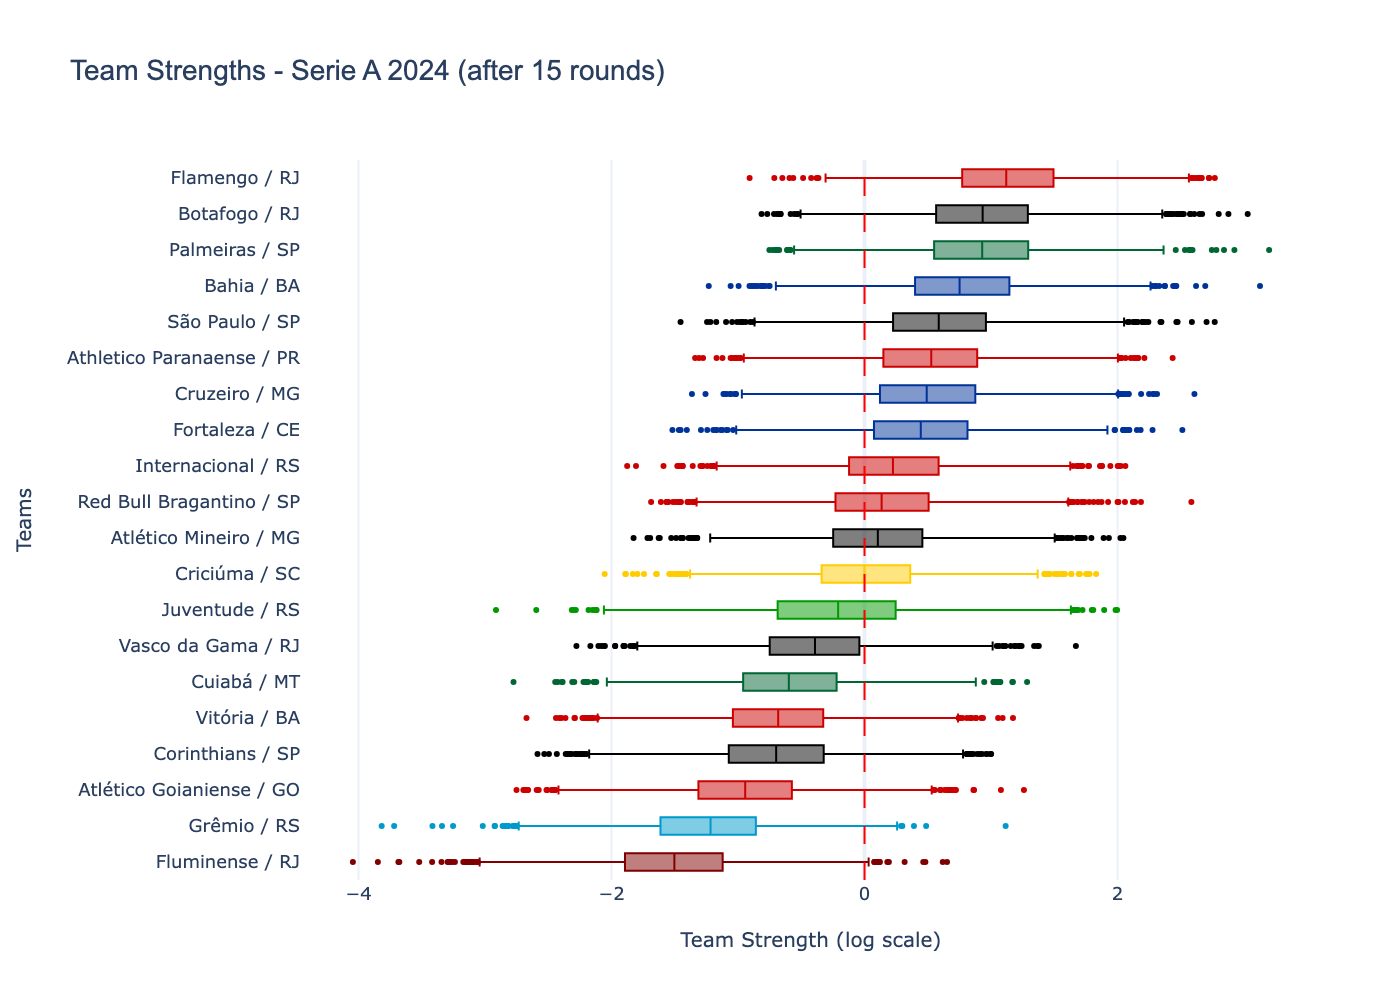 Team Strengths - Serie A 2024 (after 15 rounds)
Teams
Flamengo / RJ
Botafogo / RJ
Palmeiras / SP
Bahia / BA
São Paulo / SP
Athletico Paranaense / PR
Cruzeiro / MG
Fortaleza / CE
Internacional / RS
Red Bull Bragantino / SP
Atlético Mineiro / MG
Criciúma / SC
Juventude / RS
Vasco da Gama / RJ
Cuiabá / MT
Vitória / BA
Corinthians / SP
Atlético Goianiense / GO
Grêmio / RS
Fluminense / RJ
−4 −2 0 2
Team Strength (log scale)